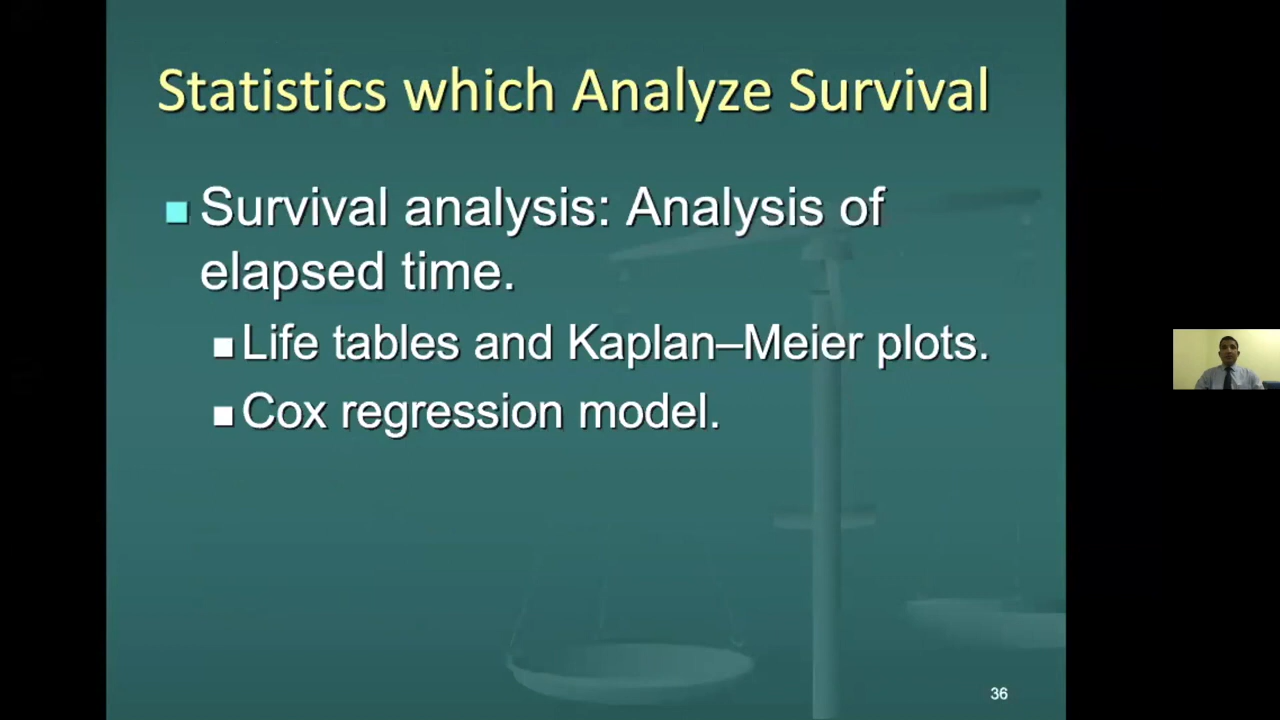 Statistics which Analyze Survival
Survival analysis: Analysis of
elapsed time.
Life tables and Kaplan–Meier plots.
Cox regression model.
36